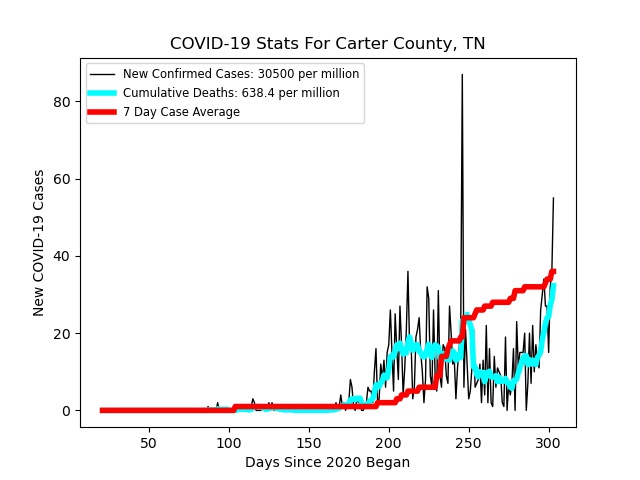 COVID-19 Stats For Carter County, TN
New Confirmed Cases: 30500 per million
Cumulative Deaths: 638.4 per million
7 Day Case Average
New COVID-19 Cases
80
60
40
20
0
50 100 150 200 250 300
Days Since 2020 Began